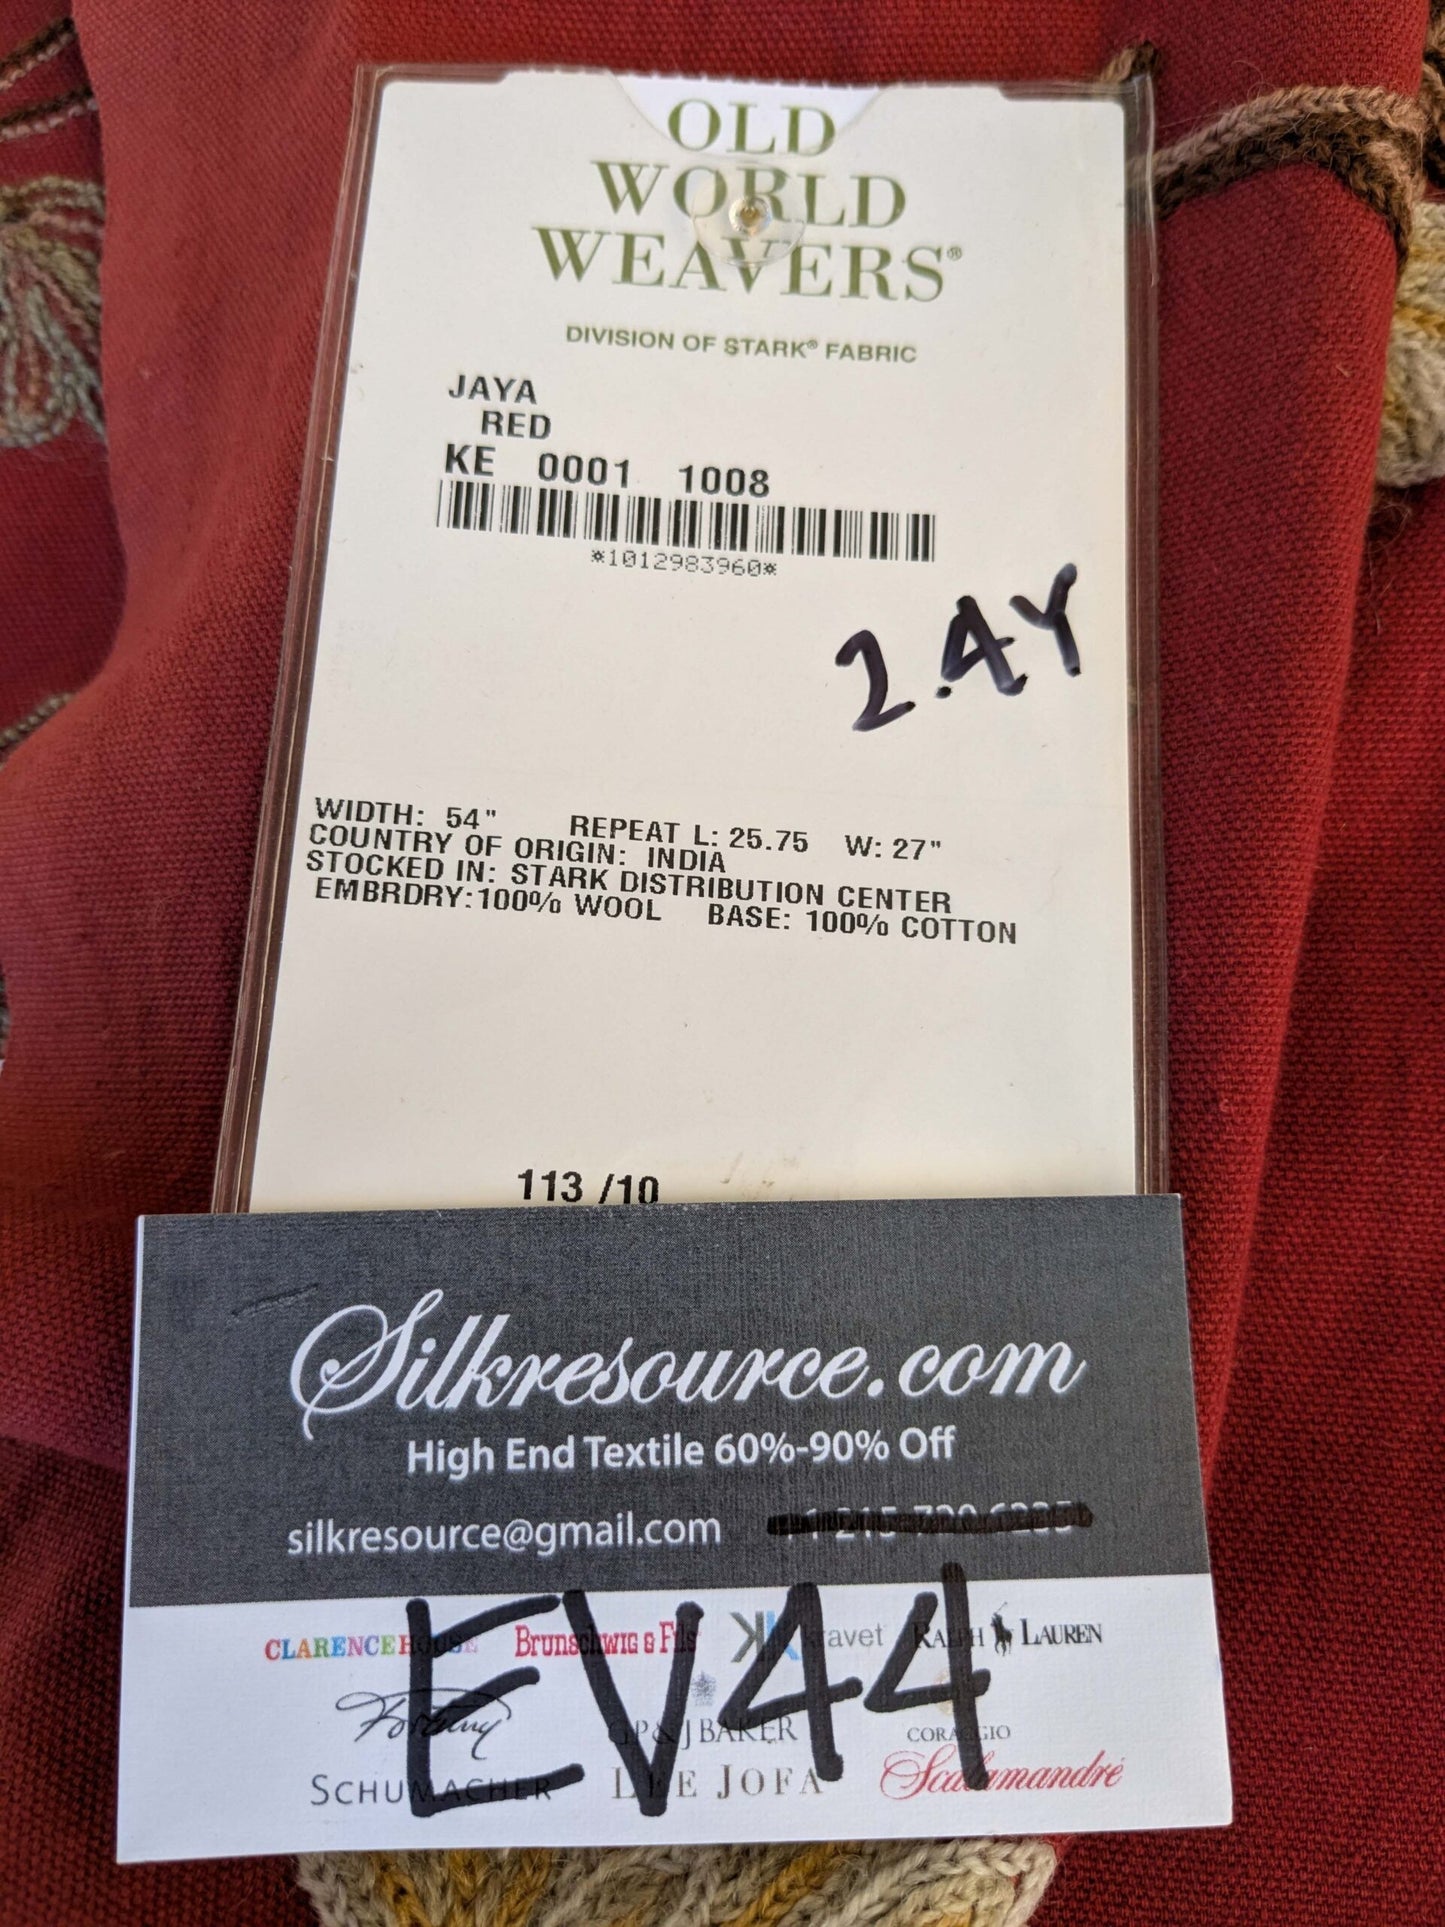 OLD
WORLD
WEAVERS®
DIVISION OF STARK® FABRIC
JAYA
RED
KE 0001 1008
*1012983960*
2.4Y
WIDTH: 54" REPEAT L: 25.75 W: 27"
COUNTRY OF ORIGIN: INDIA
STOCKED IN: STARK DISTRIBUTION CENTER
EMBRDRY:100% WOOL BASE: 100% COTTON
113 /10
Silkresource.com
High End Textile 60%-90% Off
silkresource@gmail.com
EV44
CLARENCE HOUSE BRUNSCHWIG & FILS kravet RALPH LAUREN
Fortuny GP & J BAKER CORAGGIO
SCHUMACHER LEE JOFA Scalamandré